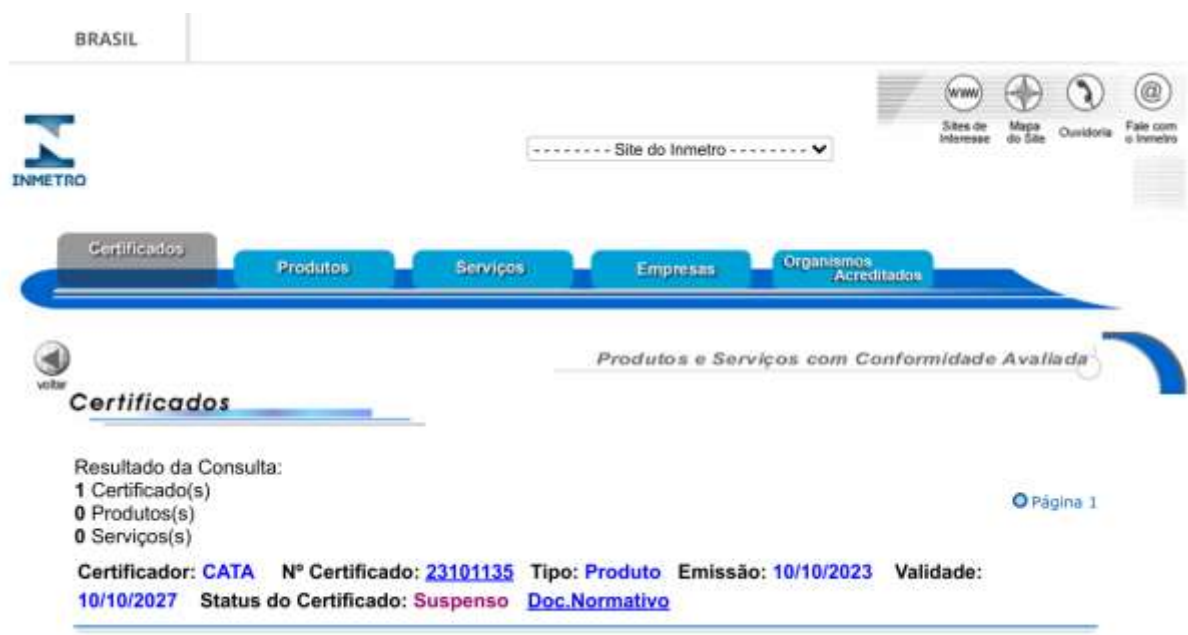 BRASIL
www
@
Sites de Interesse
Mapa do Site
Ouvidoria
Fale com o Inmetro
- - - - - - - - Site do Inmetro - - - - - - - -
INMETRO
Certificados
Produtos
Serviços
Empresas
Organismos
Acreditados
voltar
Produtos e Serviços com Conformidade Avaliada
Certificados
Resultado da Consulta:
1 Certificado(s)
0 Produtos(s)
0 Serviços(s)
Página 1
Certificador: CATA Nº Certificado: 23101135 Tipo: Produto Emissão: 10/10/2023 Validade:
10/10/2027 Status do Certificado: Suspenso Doc.Normativo